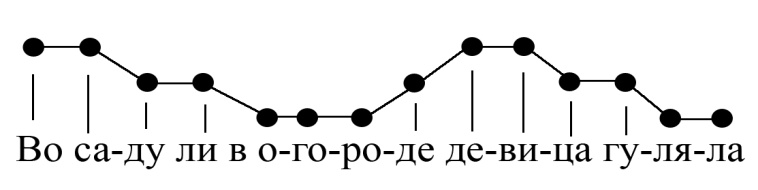 Во са-ду ли в о-го-ро-де де-ви-ца гу-ля-ла